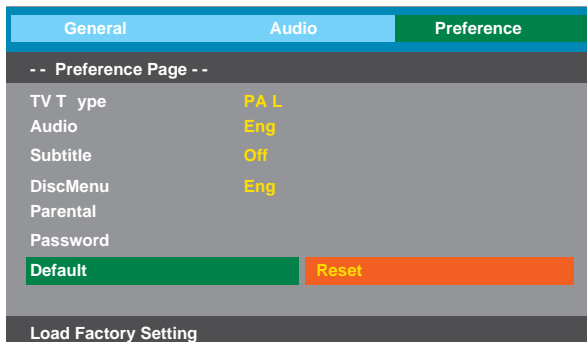 General Audio Preference
- - Preference Page - -
TV T ype PA L
Audio Eng
Subtitle Off
DiscMenu Eng
Parental
Password
Default Reset
Load Factory Setting